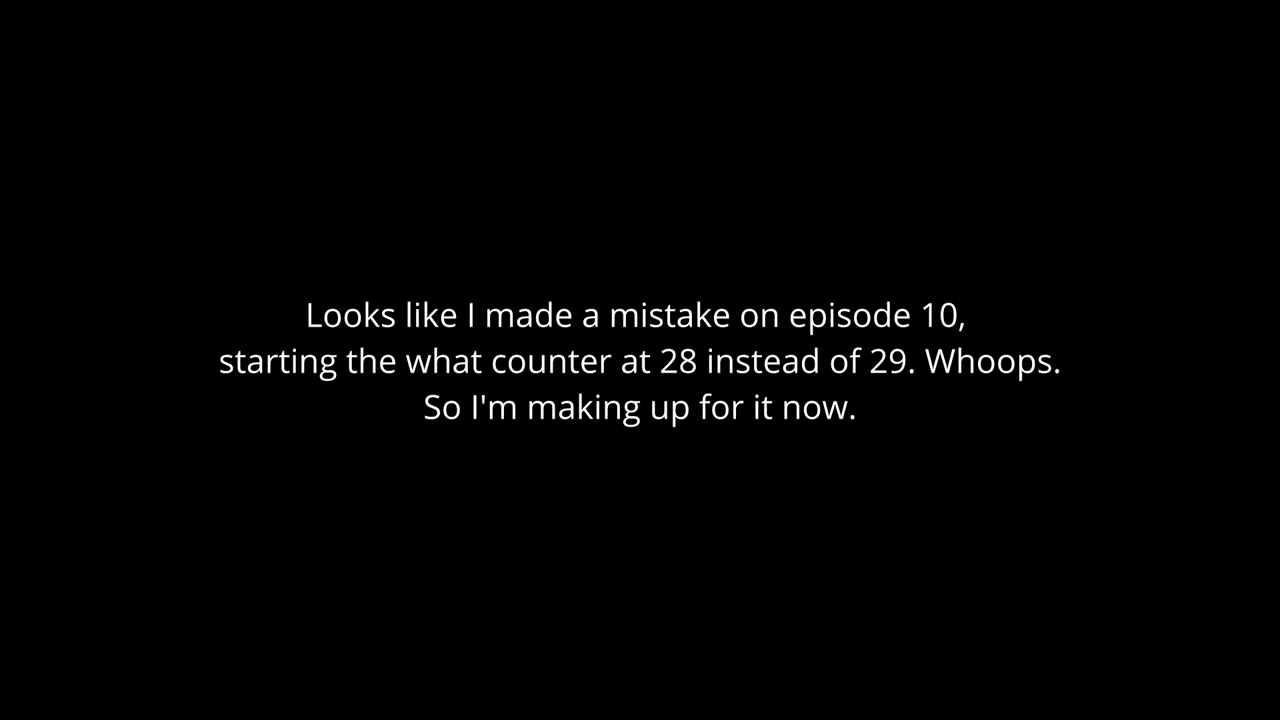 Looks like I made a mistake on episode 10,
starting the what counter at 28 instead of 29. Whoops.
So I'm making up for it now.